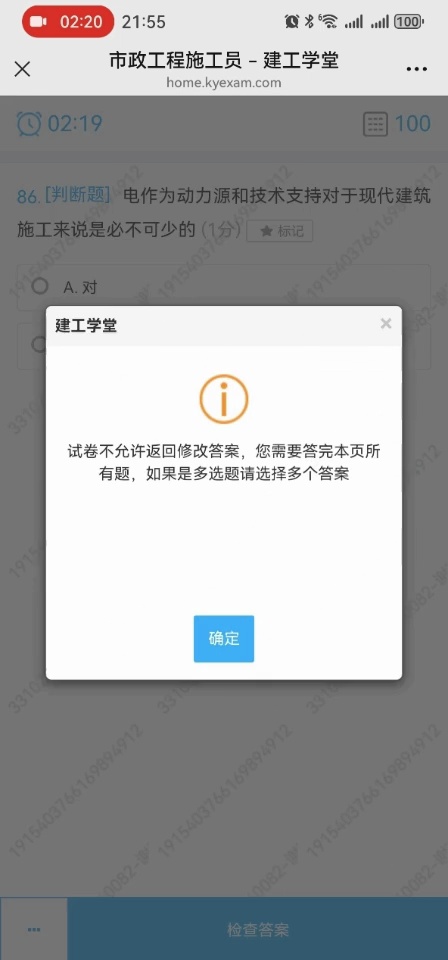 02:20 21:55 6 100
市政工程施工员 – 建工学堂
home.kyexam.com
02:19 100
86. [判断题] 电作为动力源和技术支持对于现代建筑
施工来说是必不可少的 (1分) ★ 标记
A. 对
建工学堂 ×
试卷不允许返回修改答案，您需要答完本页所
有题，如果是多选题请选择多个答案
确定
1915403766169894912
1915403766169894912
1915403766169894912
1915403766169894912
... 检查答案